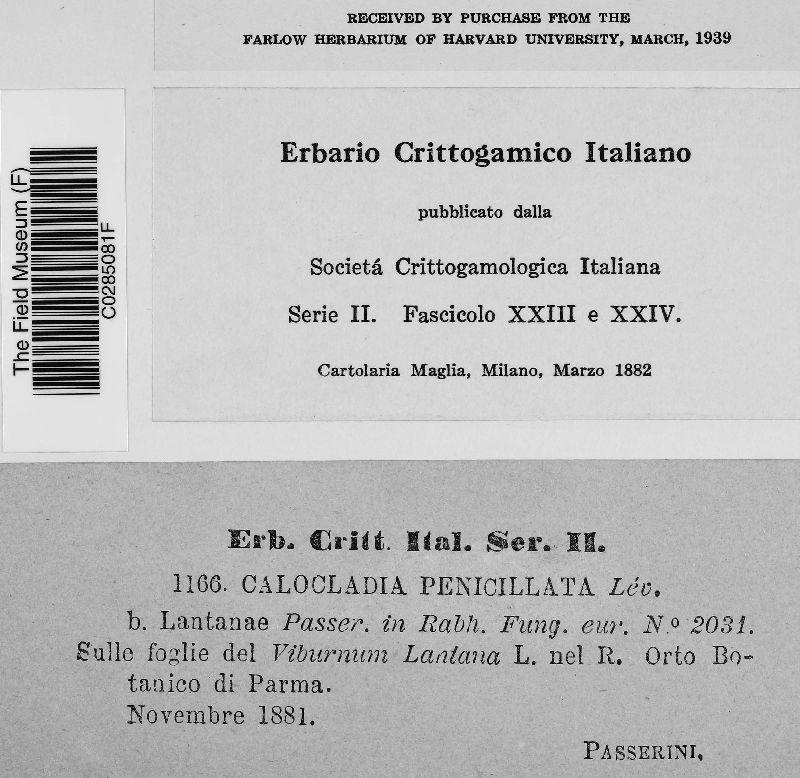 RECEIVED BY PURCHASE FROM THE
FARLOW HERBARIUM OF HARVARD UNIVERSITY, MARCH, 1939
The Field Museum (F)
C0285081F
Erbario Crittogamico Italiano
pubblicato dalla
Societá Crittogamologica Italiana
Serie II. Fascicolo XXIII e XXIV.
Cartolaria Maglia, Milano, Marzo 1882
Erb. Critt. Ital. Ser. II.
1166. CALOCLADIA PENICILLATA Lév.
b. Lantanae Passer. in Rabh. Fung. eur. N.º 2031.
Sulle foglie del Viburnum Lantana L. nel R. Orto Bo-
tanico di Parma.
Novembre 1881.
PASSERINI.